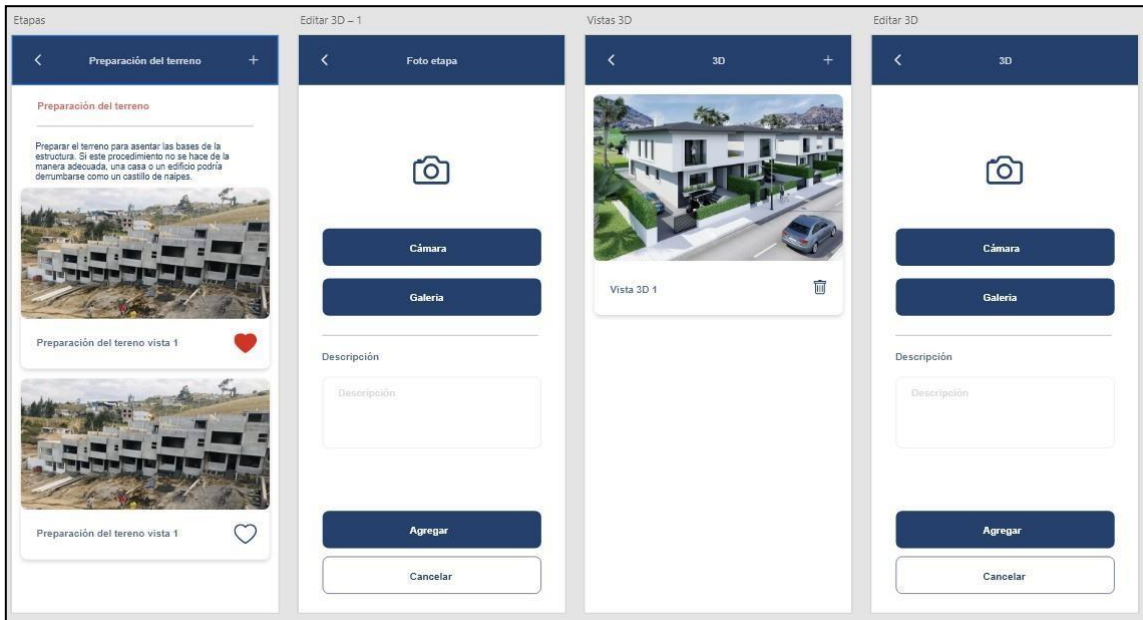 Etapas
Preparación del terreno
Preparación del terreno
Preparar el terreno para asentar las bases de la
estructura. Si este procedimiento no se hace de la
manera adecuada, una casa o un edificio podría
derrumbarse como un castillo de naipes.
Preparación del tereno vista 1
Preparación del tereno vista 1
Editar 3D – 1
Foto etapa
Cámara
Galeria
Descripción
Descripción
Agregar
Cancelar
Vistas 3D
3D
Vista 3D 1
Editar 3D
3D
Cámara
Galeria
Descripción
Descripción
Agregar
Cancelar